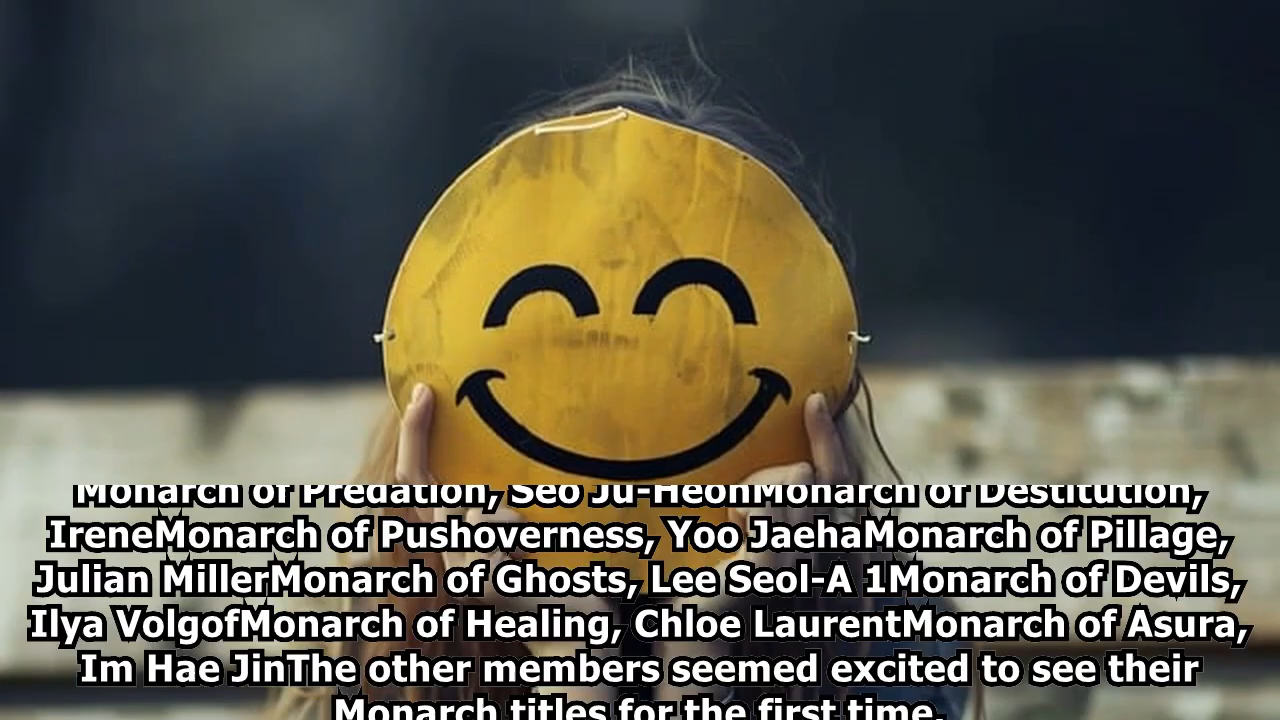 Monarch of Predation, Seo Ju-HeonMonarch of Destitution,
IreneMonarch of Pushoverness, Yoo JaehaMonarch of Pillage,
Julian MillerMonarch of Ghosts, Lee Seol-A 1Monarch of Devils,
Ilya VolgofMonarch of Healing, Chloe LaurentMonarch of Asura,
Im Hae JinThe other members seemed excited to see their
Monarch titles for the first time.